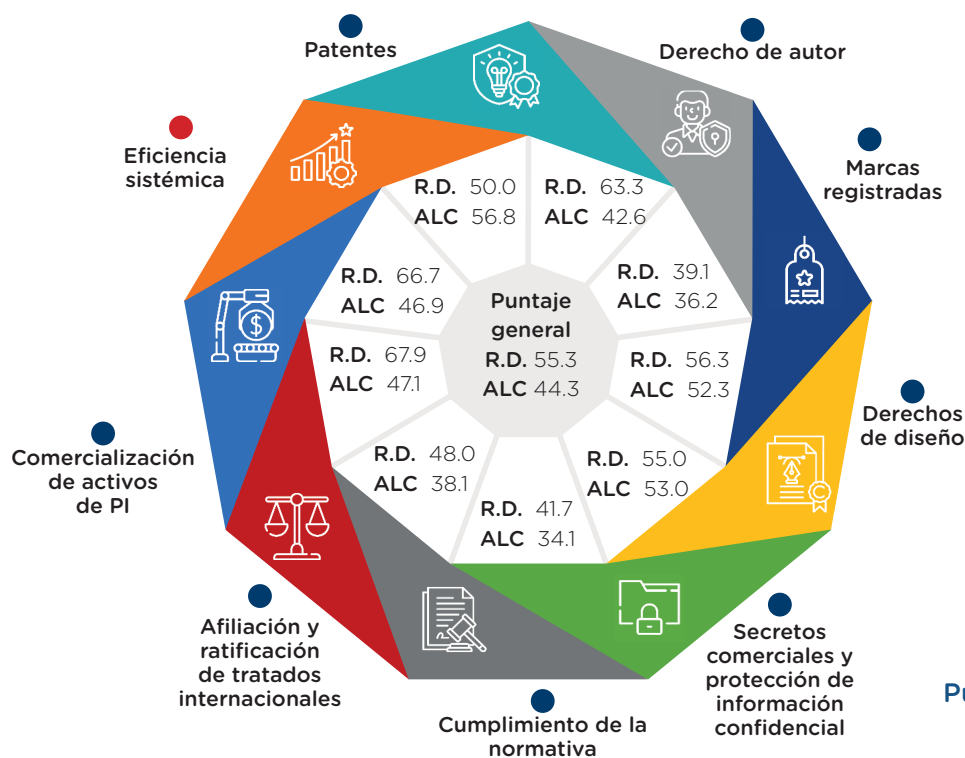 Patentes
Derecho de autor
Eficiencia
sistémica
Marcas
registradas
R.D. 50.0
ALC 56.8
R.D. 63.3
ALC 42.6
R.D. 66.7
ALC 46.9
R.D. 39.1
ALC 36.2
Puntaje
general
R.D. 55.3
ALC 44.3
R.D. 67.9
ALC 47.1
R.D. 56.3
ALC 52.3
R.D. 48.0
ALC 38.1
R.D. 55.0
ALC 53.0
R.D. 41.7
ALC 34.1
Derechos
de diseño
Comercialización
de activos
de PI
Afiliación y
ratificación
de tratados
internacionales
Secretos
comerciales y
protección de
información
confidencial
Cumplimiento de la
normativa